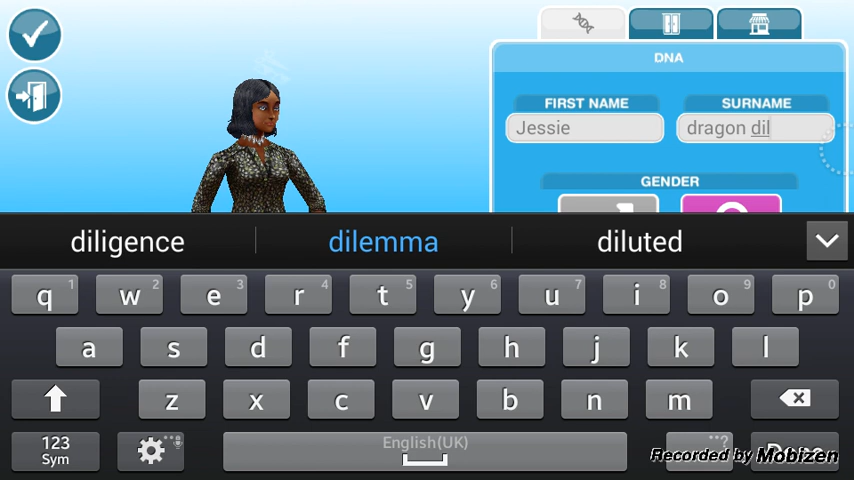 DNA
FIRST NAME SURNAME
Jessie dragon dil
GENDER
diligence dilemma diluted
q 1 w 2 e 3 r 4 t 5 y 6 u 7 i 8 o 9 p 0
a s d f g h j k l
z x c v b n m
123 Sym English(UK) ?
Recorded by Mobizen